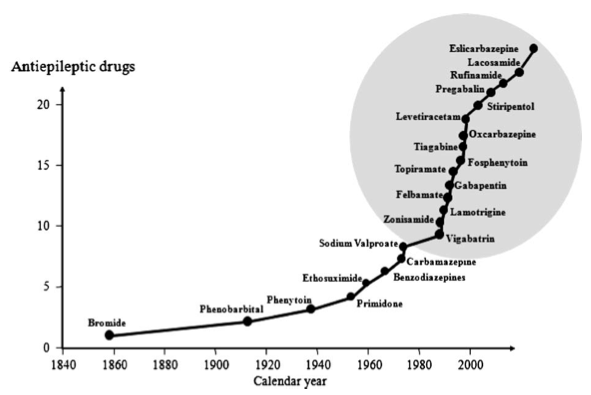 Eslicarbazepine
Lacosamide
Antiepileptic drugs
Rufinamide
Pregabalin
20
Stiripentol
Levetiracetam
Oxcarbazepine
Tiagabine
15
Fosphenytoin
Topiramate
Gabapentin
Felbamate
Lamotrigine
10
Zonisamide
Vigabatrin
Sodium Valproate
Carbamazepine
Ethosuximide
Benzodiazepines
5
Phenytoin
Primidone
Phenobarbital
Bromide
0
1840 1860 1880 1900 1920 1940 1960 1980 2000
Calendar year